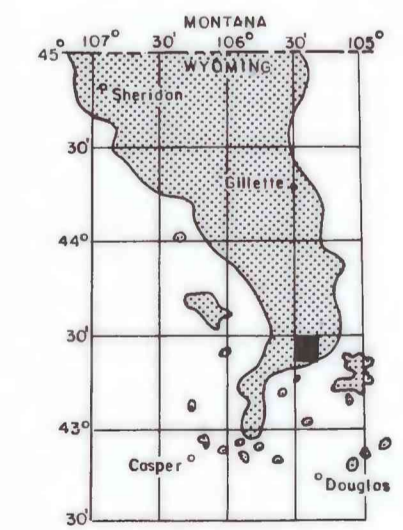 MONTANA
107° 30' 106° 30' 105°
45°
WYOMING
Sheridan
30'
Gillette
44°
30'
43°
Casper
Douglas
30'